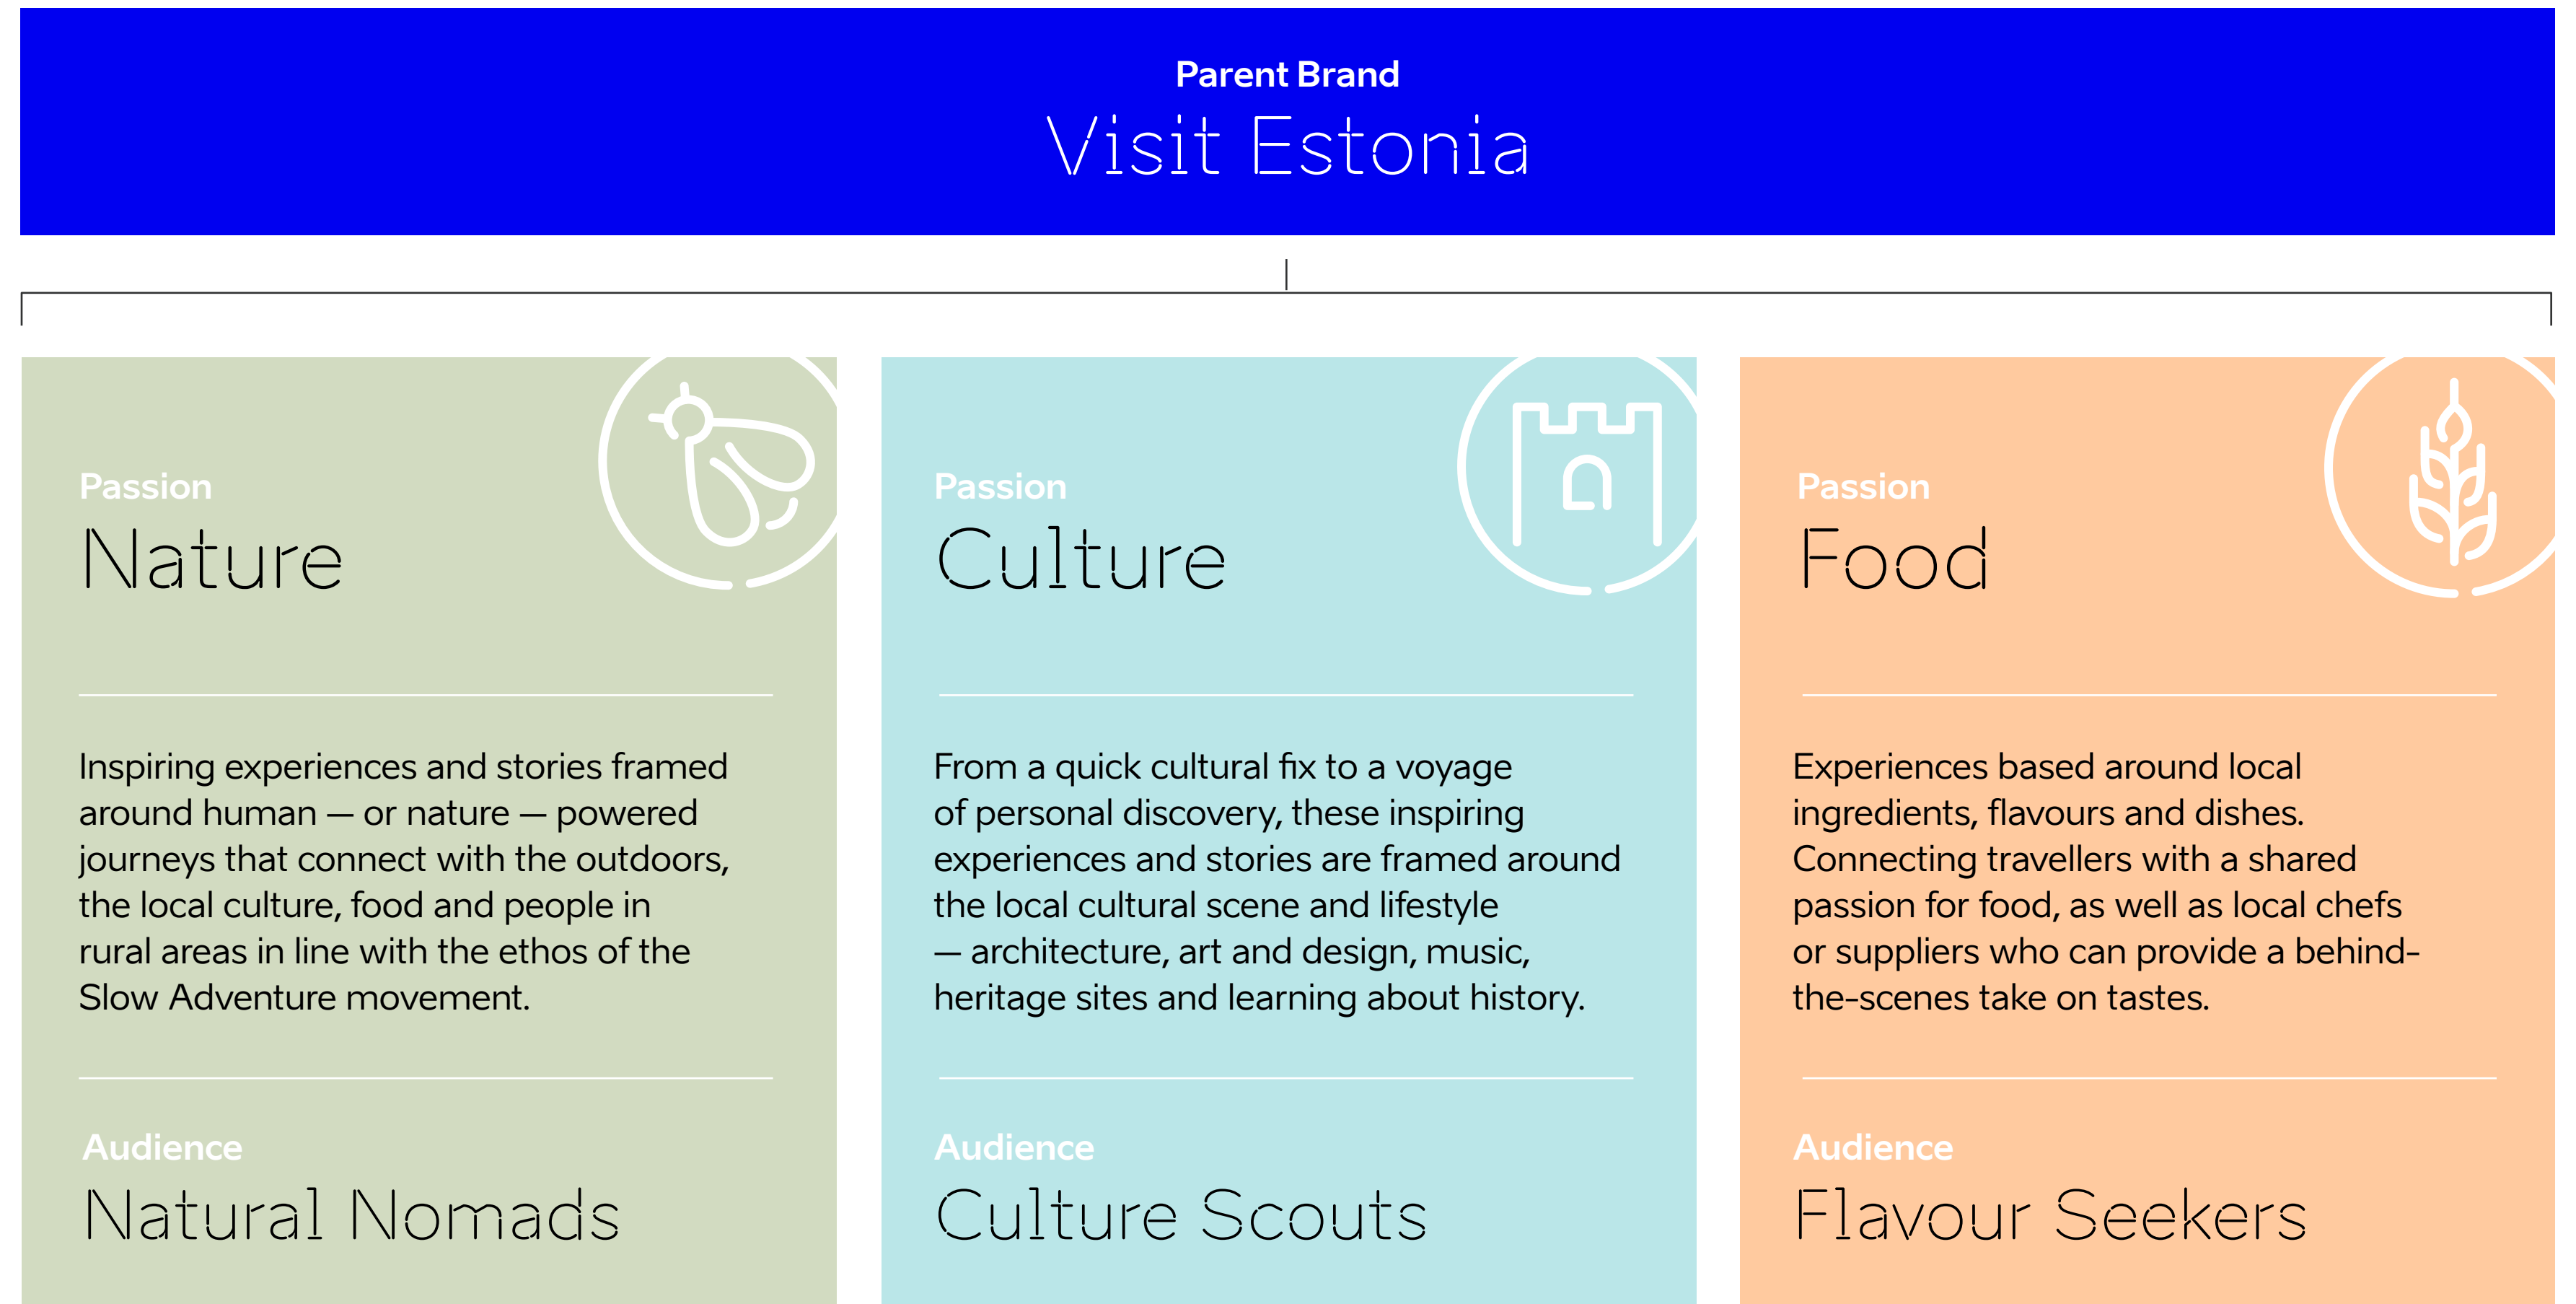 Parent Brand
Visit Estonia
Passion
Nature
Inspiring experiences and stories framed
around human — or nature — powered
journeys that connect with the outdoors,
the local culture, food and people in
rural areas in line with the ethos of the
Slow Adventure movement.
Audience
Natural Nomads
Passion
Culture
From a quick cultural fix to a voyage
of personal discovery, these inspiring
experiences and stories are framed around
the local cultural scene and lifestyle
— architecture, art and design, music,
heritage sites and learning about history.
Audience
Culture Scouts
Passion
Food
Experiences based around local
ingredients, flavours and dishes.
Connecting travellers with a shared
passion for food, as well as local chefs
or suppliers who can provide a behind-
the-scenes take on tastes.
Audience
Flavour Seekers